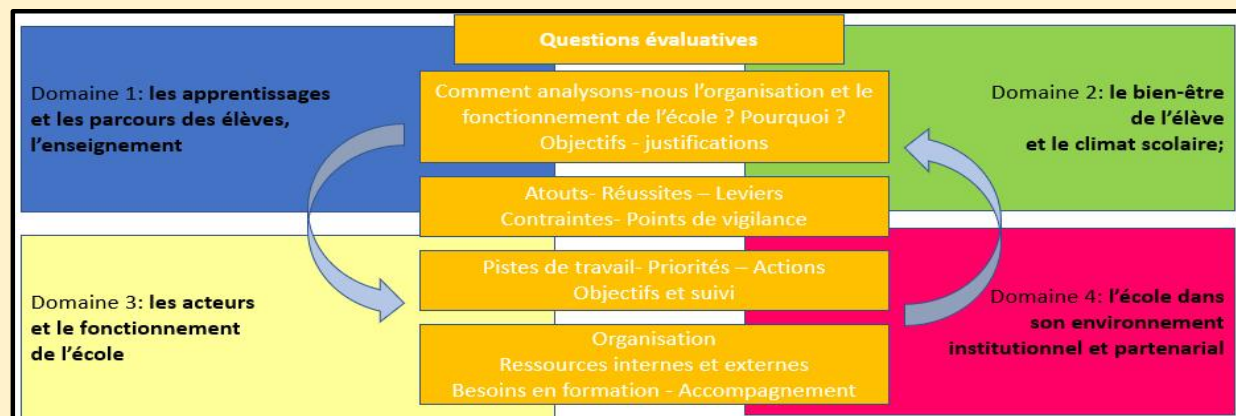 Questions évaluatives
Domaine 1: les apprentissages
et les parcours des élèves,
l'enseignement
Comment analysons-nous l'organisation et le
fonctionnement de l'école ? Pourquoi ?
Objectifs - justifications
Domaine 2: le bien-être
de l'élève
et le climat scolaire;
Atouts- Réussites – Leviers
Contraintes- Points de vigilance
Domaine 3: les acteurs
et le fonctionnement
de l'école
Pistes de travail- Priorités – Actions
Objectifs et suivi
Domaine 4: l'école dans
son environnement
institutionnel et partenarial
Organisation
Ressources internes et externes
Besoins en formation - Accompagnement